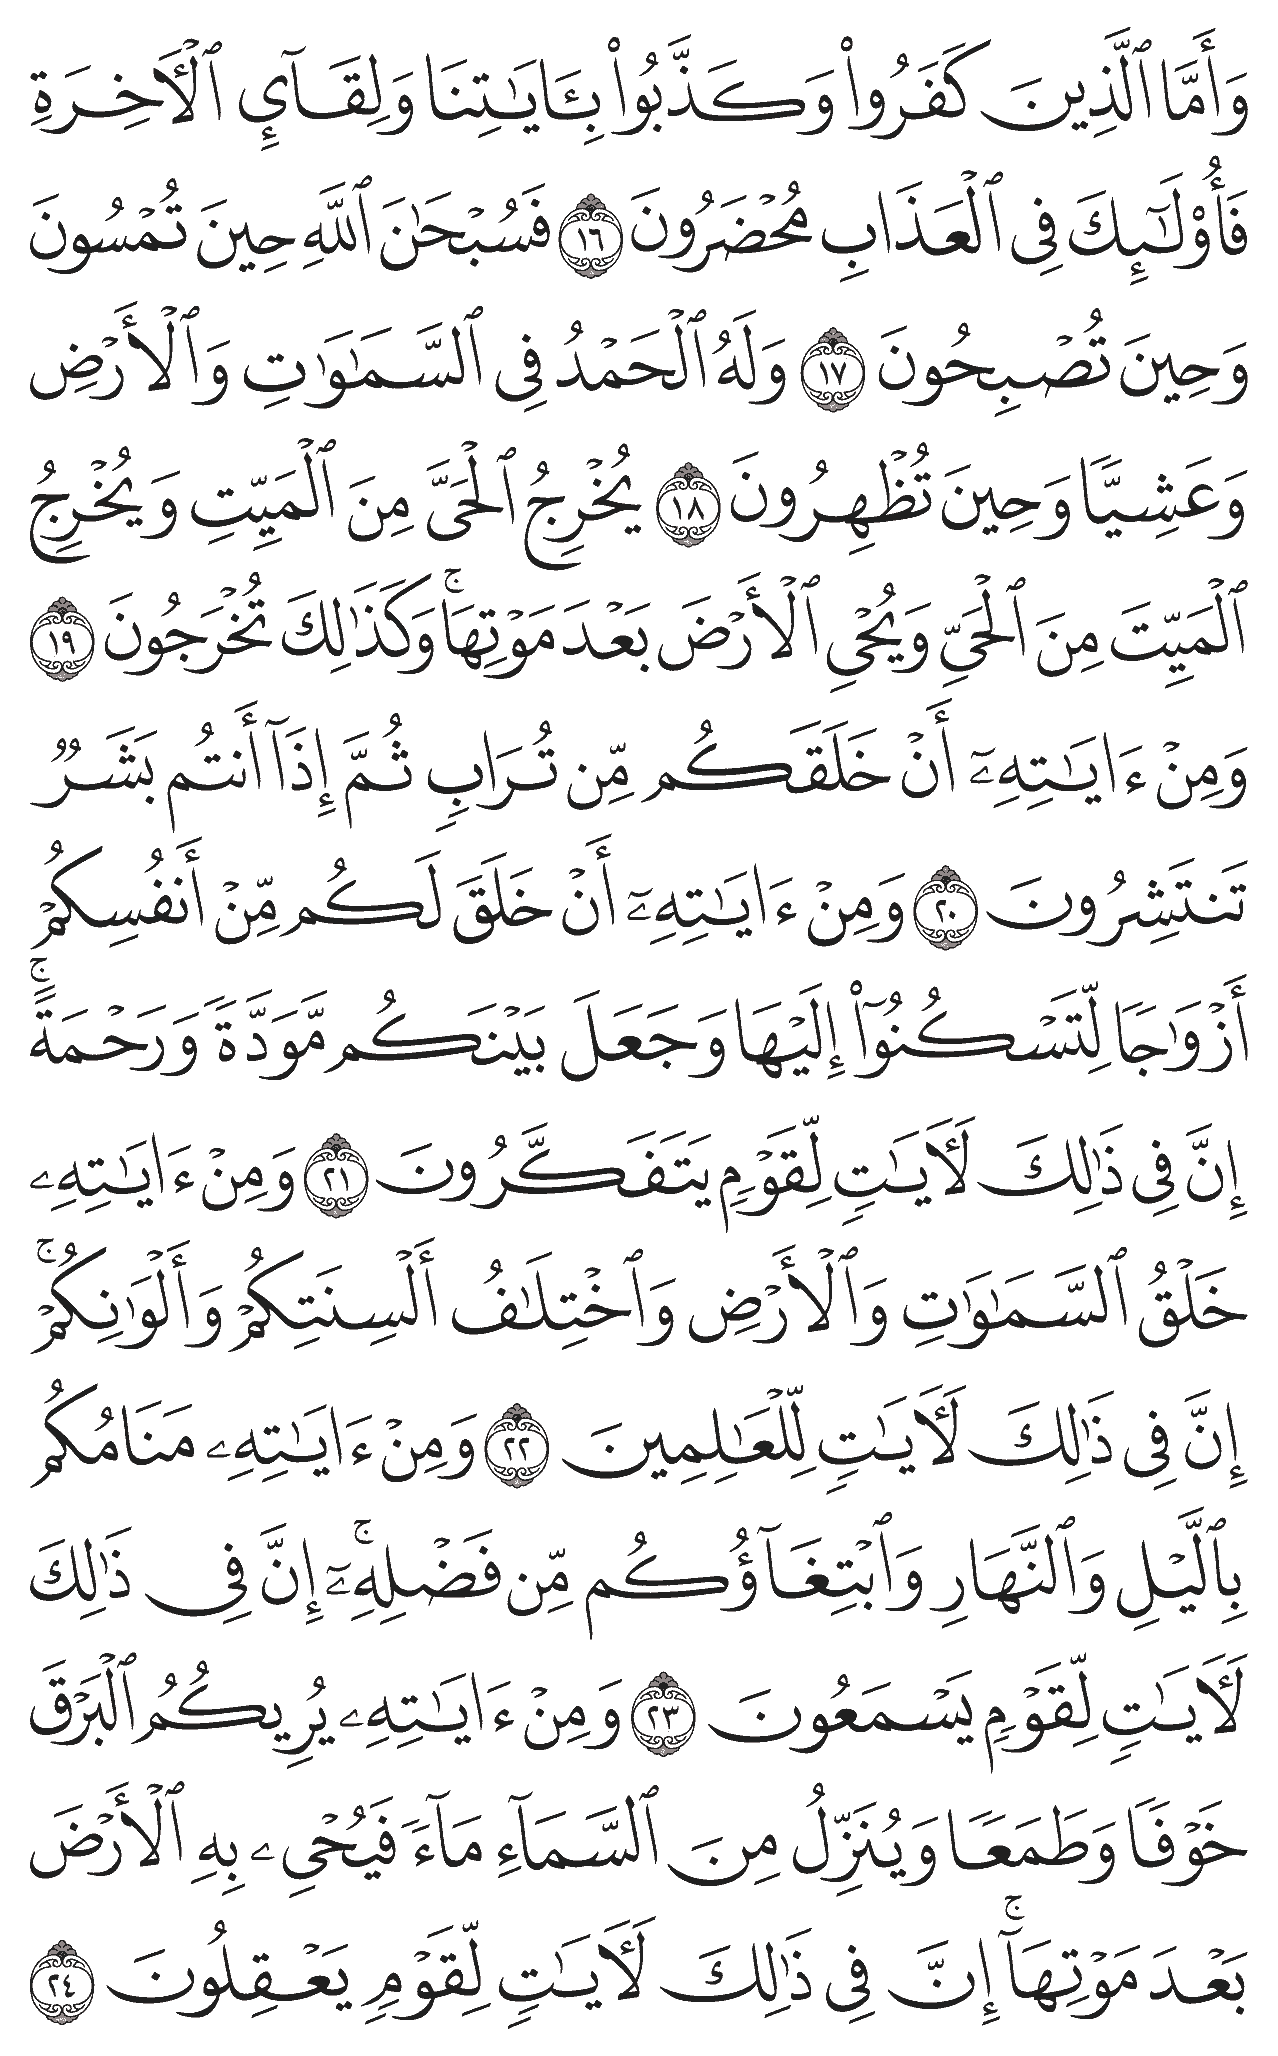 وَأَمَّا ٱلَّذِينَ كَفَرُوا۟ وَكَذَّبُوا۟ بِـَٔايَـٰتِنَا وَلِقَآئِ ٱلْـَٔاخِرَةِ
فَأُو۟لَـٰٓئِكَ فِى ٱلْعَذَابِ مُحْضَرُونَ ١٦ فَسُبْحَـٰنَ ٱللَّهِ حِينَ تُمْسُونَ
وَحِينَ تُصْبِحُونَ ١٧ وَلَهُ ٱلْحَمْدُ فِى ٱلسَّمَـٰوَٰتِ وَٱلْأَرْضِ
وَعَشِيًّا وَحِينَ تُظْهِرُونَ ١٨ يُخْرِجُ ٱلْحَىَّ مِنَ ٱلْمَيِّتِ وَيُخْرِجُ
ٱلْمَيِّتَ مِنَ ٱلْحَىِّ وَيُحْىِ ٱلْأَرْضَ بَعْدَ مَوْتِهَا ۚ وَكَذَٰلِكَ تُخْرَجُونَ ١٩
وَمِنْ ءَايَـٰتِهِۦٓ أَنْ خَلَقَكُم مِّن تُرَابٍ ثُمَّ إِذَآ أَنتُم بَشَرٌ
تَنتَشِرُونَ ٢٠ وَمِنْ ءَايَـٰتِهِۦٓ أَنْ خَلَقَ لَكُم مِّنْ أَنفُسِكُمْ
أَزْوَٰجًا لِّتَسْكُنُوٓا۟ إِلَيْهَا وَجَعَلَ بَيْنَكُم مَّوَدَّةً وَرَحْمَةً ۚ
إِنَّ فِى ذَٰلِكَ لَـَٔايَـٰتٍ لِّقَوْمٍ يَتَفَكَّرُونَ ٢١ وَمِنْ ءَايَـٰتِهِۦ
خَلْقُ ٱلسَّمَـٰوَٰتِ وَٱلْأَرْضِ وَٱخْتِلَـٰفُ أَلْسِنَتِكُمْ وَأَلْوَٰنِكُمْ ۚ
إِنَّ فِى ذَٰلِكَ لَـَٔايَـٰتٍ لِّلْعَـٰلِمِينَ ٢٢ وَمِنْ ءَايَـٰتِهِۦ مَنَامُكُم
بِٱلَّيْلِ وَٱلنَّهَارِ وَٱبْتِغَآؤُكُم مِّن فَضْلِهِۦٓ ۚ إِنَّ فِى ذَٰلِكَ
لَـَٔايَـٰتٍ لِّقَوْمٍ يَسْمَعُونَ ٢٣ وَمِنْ ءَايَـٰتِهِۦ يُرِيكُمُ ٱلْبَرْقَ
خَوْفًا وَطَمَعًا وَيُنَزِّلُ مِنَ ٱلسَّمَآءِ مَآءً فَيُحْىِۦ بِهِ ٱلْأَرْضَ
بَعْدَ مَوْتِهَآ ۚ إِنَّ فِى ذَٰلِكَ لَـَٔايَـٰتٍ لِّقَوْمٍ يَعْقِلُونَ ٢٤